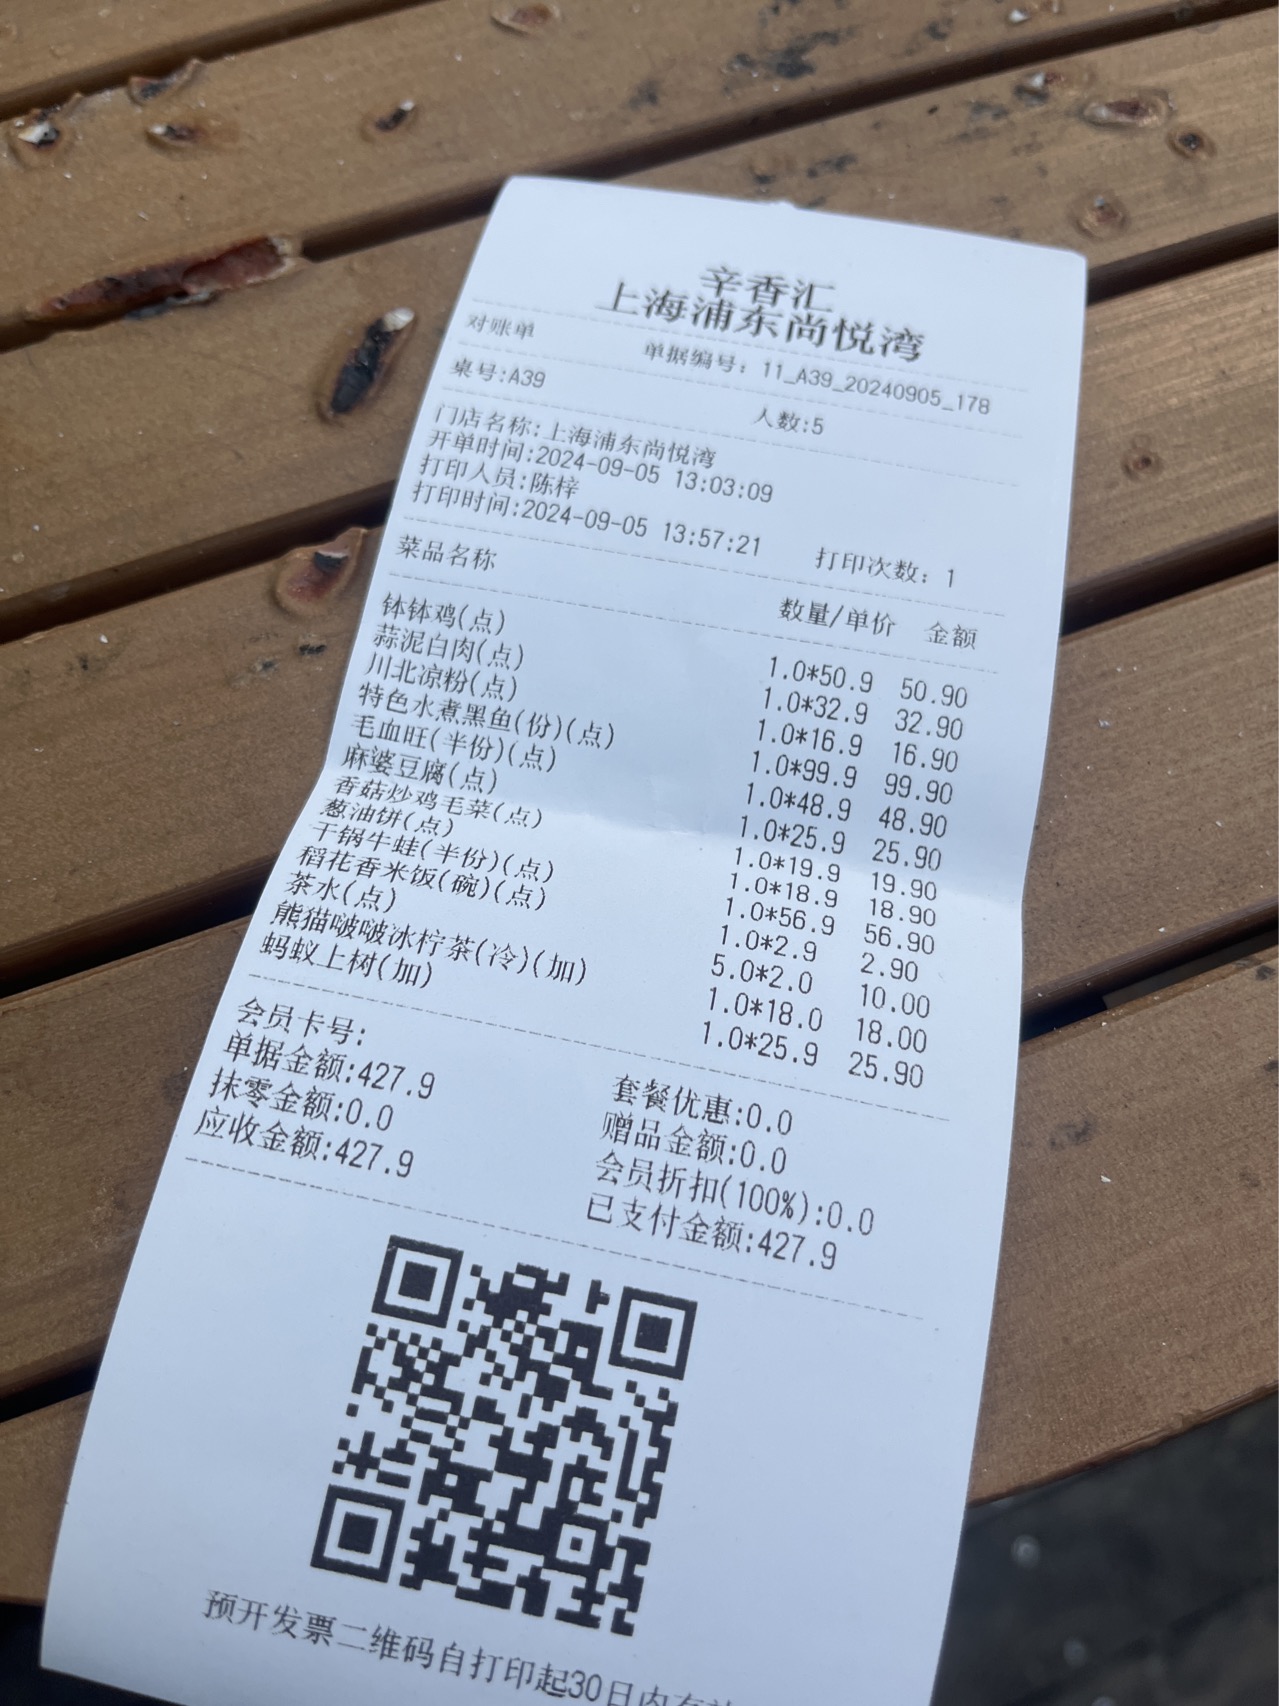 辛香汇
上海浦东尚悦湾
对账单 单据编号：11_A39_20240905_178
桌号:A39 人数:5
门店名称:上海浦东尚悦湾
开单时间:2024-09-05 13:03:09
打印人员:陈梓
打印时间:2024-09-05 13:57:21 打印次数：1
菜品名称 数量/单价 金额
钵钵鸡(点) 1.0*50.9 50.90
蒜泥白肉(点) 1.0*32.9 32.90
川北凉粉(点) 1.0*16.9 16.90
特色水煮黑鱼(份)(点) 1.0*99.9 99.90
毛血旺(半份)(点) 1.0*48.9 48.90
麻婆豆腐(点) 1.0*25.9 25.90
香菇炒鸡毛菜(点) 1.0*19.9 19.90
葱油饼(点) 1.0*18.9 18.90
干锅牛蛙(半份)(点) 1.0*56.9 56.90
稻花香米饭(碗)(点) 1.0*2.9 2.90
茶水(点) 5.0*2.0 10.00
熊猫啵啵冰柠茶(冷)(加) 1.0*18.0 18.00
蚂蚁上树(加) 1.0*25.9 25.90
会员卡号:
单据金额:427.9 套餐优惠:0.0
抹零金额:0.0 赠品金额:0.0
应收金额:427.9 会员折扣(100%):0.0
已支付金额:427.9
预开发票二维码自打印起30日内